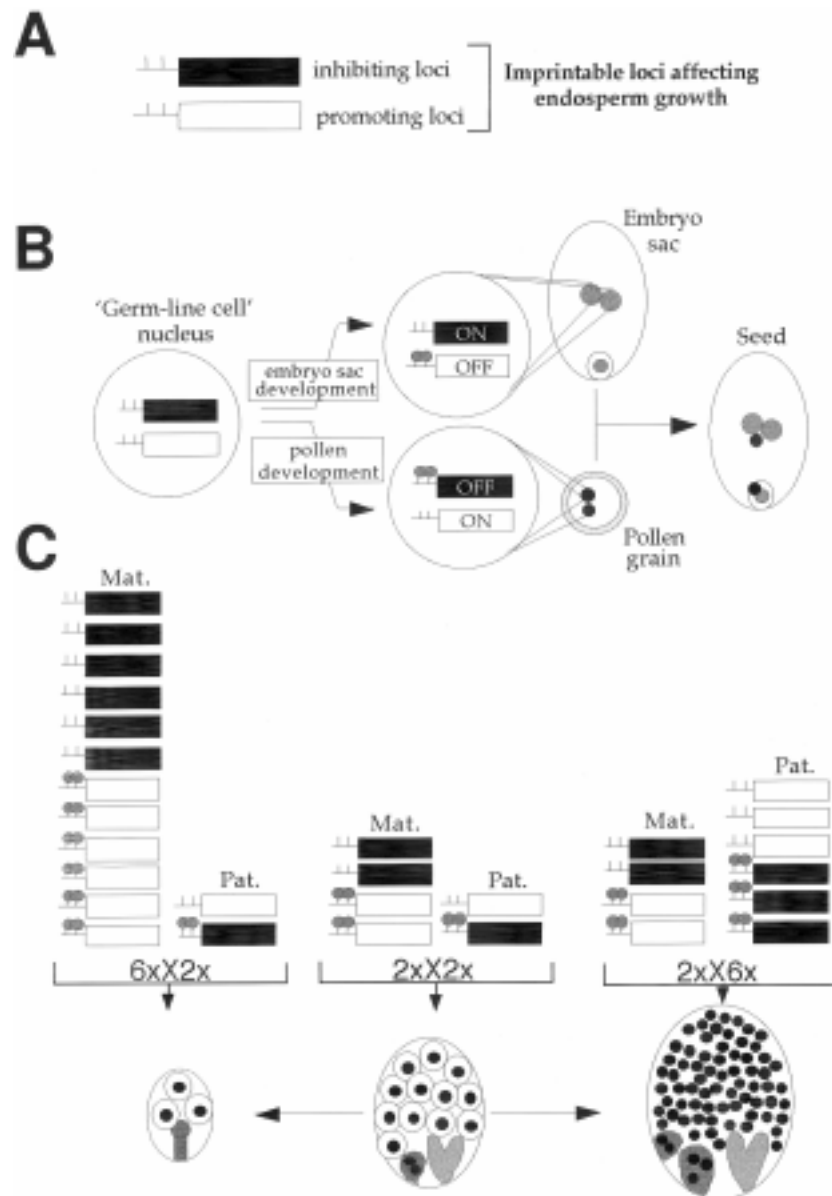 A
inhibiting loci
promoting loci
Imprintable loci affecting
endosperm growth
B
'Germ-line cell'
nucleus
embryo sac
development
pollen
development
ON
OFF
OFF
ON
Embryo
sac
Pollen
grain
Seed
C
Mat.
Pat.
Mat.
Pat.
Mat.
Pat.
6xX2x
2xX2x
2xX6x